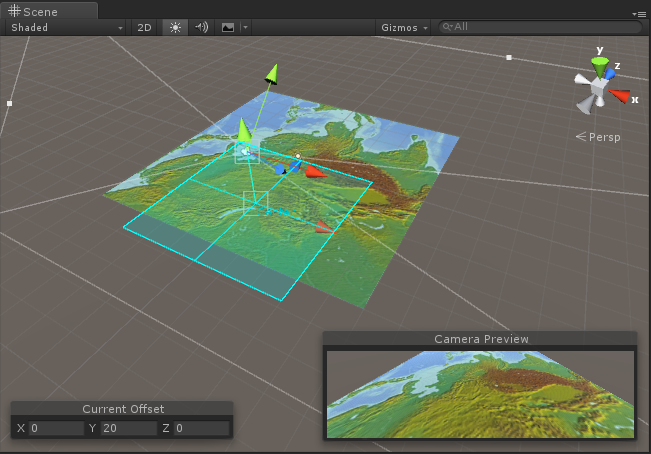 Scene
Shaded 2D Gizmos All
y
z
x
Persp
Camera Preview
Current Offset
X 0 Y 20 Z 0